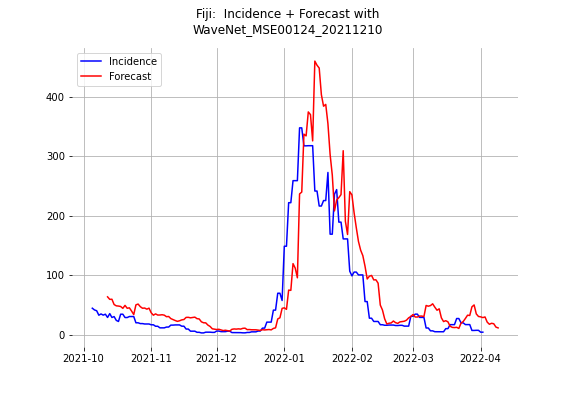 Fiji:  Incidence + Forecast with
WaveNet_MSE00124_20211210
Incidence
Forecast
400
300
200
100
0
2021-10 2021-11 2021-12 2022-01 2022-02 2022-03 2022-04